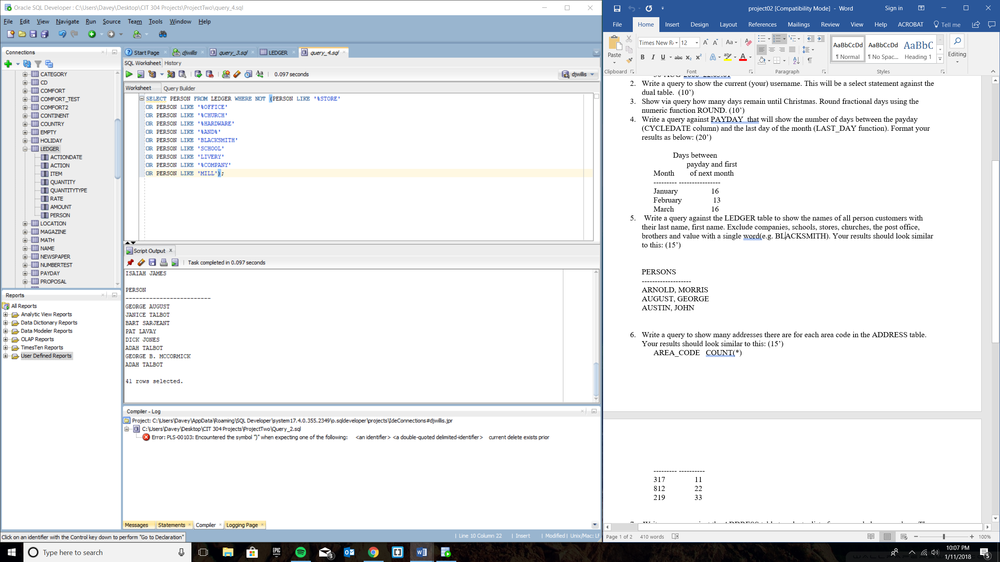 Oracle SQL Developer : C:\Users\Davey\Desktop\CIT 304 Projects\ProjectTwo\query_4.sql
File Edit View Navigate Run Source Team Tools Window Help
Connections
CATEGORY
CD
COMFORT
COMFORT_TEST
COMFORT2
CONTINENT
COUNTRY
EMPTY
HOLIDAY
LEDGER
ACTIONDATE
ACTION
ITEM
QUANTITY
QUANTITYTYPE
RATE
AMOUNT
PERSON
LOCATION
MAGAZINE
MATH
NAME
NEWSPAPER
NUMBERTEST
PAYDAY
PROPOSAL
Reports
All Reports
Analytic View Reports
Data Dictionary Reports
Data Modeler Reports
OLAP Reports
TimesTen Reports
User Defined Reports
Start Page djwillis query_3.sql LEDGER query_4.sql
SQL Worksheet History
0.097 seconds
djwillis
Worksheet Query Builder
SELECT PERSON FROM LEDGER WHERE NOT (PERSON LIKE '%STORE'
OR PERSON LIKE '%OFFICE'
OR PERSON LIKE '%CHURCH'
OR PERSON LIKE '%HARDWARE'
OR PERSON LIKE '%AND%'
OR PERSON LIKE 'BLACKSMITH'
OR PERSON LIKE 'SCHOOL'
OR PERSON LIKE 'LIVERY'
OR PERSON LIKE '%COMPANY'
OR PERSON LIKE 'MILL');
Script Output
Task completed in 0.097 seconds
ISAIAH JAMES
PERSON
-------------------------
GEORGE AUGUST
JANICE TALBOT
BART SARJEANT
PAT LAVAY
DICK JONES
ADAH TALBOT
GEORGE B. MCCORMICK
ADAH TALBOT
41 rows selected.
Compiler - Log
Project: C:\Users\Davey\AppData\Roaming\SQL Developer\system17.4.0.355.2349\o.sqldeveloper\projects\IdeConnections#djwillis.jpr
C:\Users\Davey\Desktop\CIT 304 Projects\ProjectTwo\Query_2.sql
Error: PLS-00103: Encountered the symbol ")" when expecting one of the following: <an identifier> <a double-quoted delimited-identifier> current delete exists prior
Messages Statements Compiler Logging Page
Click on an identifier with the Control key down to perform "Go to Declaration"
Line 10 Column 22 Insert Modified Unix/Mac: LF
project02 [Compatibility Mode] - Word
Sign in
File Home Insert Design Layout References Mailings Review View Help ACROBAT Tell me
Paste
Times New R 12
AaBbCcDd AaBbCcDd AaBbC
¶ Normal ¶ No Spac... Heading 1
Editing
Clipboard Font Paragraph Styles
2. Write a query to show the current (your) username. This will be a select statement against the
dual table. (10’)
3. Show via query how many days remain until Christmas. Round fractional days using the
numeric function ROUND. (10’)
4. Write a query against PAYDAY that will show the number of days between the payday
(CYCLEDATE column) and the last day of the month (LAST_DAY function). Format your
results as below: (20’)
Days between
payday and first
Month of next month
--------- ----------------
January 16
February 13
March 16
5. Write a query against the LEDGER table to show the names of all person customers with
their last name, first name. Exclude companies, schools, stores, churches, the post office,
brothers and value with a single word(e.g. BLACKSMITH). Your results should look similar
to this: (15’)
PERSONS
-------------------
ARNOLD, MORRIS
AUGUST, GEORGE
AUSTIN, JOHN
6. Write a query to show many addresses there are for each area code in the ADDRESS table.
Your results should look similar to this: (15’)
AREA_CODE COUNT(*)
--------- ----------
317 11
812 22
219 33
Page 1 of 2 410 words
100%
Type here to search
EPIC GAMES
3
10:07 PM
1/11/2018
5